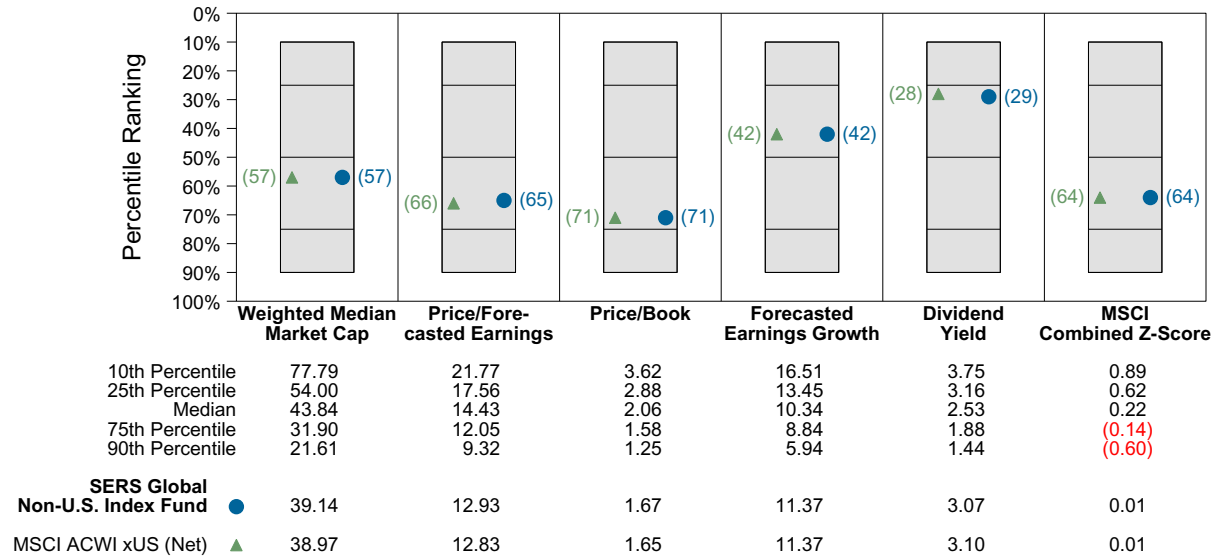 Percentile Ranking
0%
10%
20%
30%
40%
50%
60%
70%
80%
90%
100%
(57) (57)
(66) (65)
(71) (71)
(42) (42)
(28) (29)
(64) (64)
Weighted Median
Market Cap
Price/Fore-
casted Earnings
Price/Book
Forecasted
Earnings Growth
Dividend
Yield
MSCI
Combined Z-Score
10th Percentile 77.79 21.77 3.62 16.51 3.75 0.89
25th Percentile 54.00 17.56 2.88 13.45 3.16 0.62
Median 43.84 14.43 2.06 10.34 2.53 0.22
75th Percentile 31.90 12.05 1.58 8.84 1.88 (0.14)
90th Percentile 21.61 9.32 1.25 5.94 1.44 (0.60)
SERS Global
Non-U.S. Index Fund 39.14 12.93 1.67 11.37 3.07 0.01
MSCI ACWI xUS (Net) 38.97 12.83 1.65 11.37 3.10 0.01